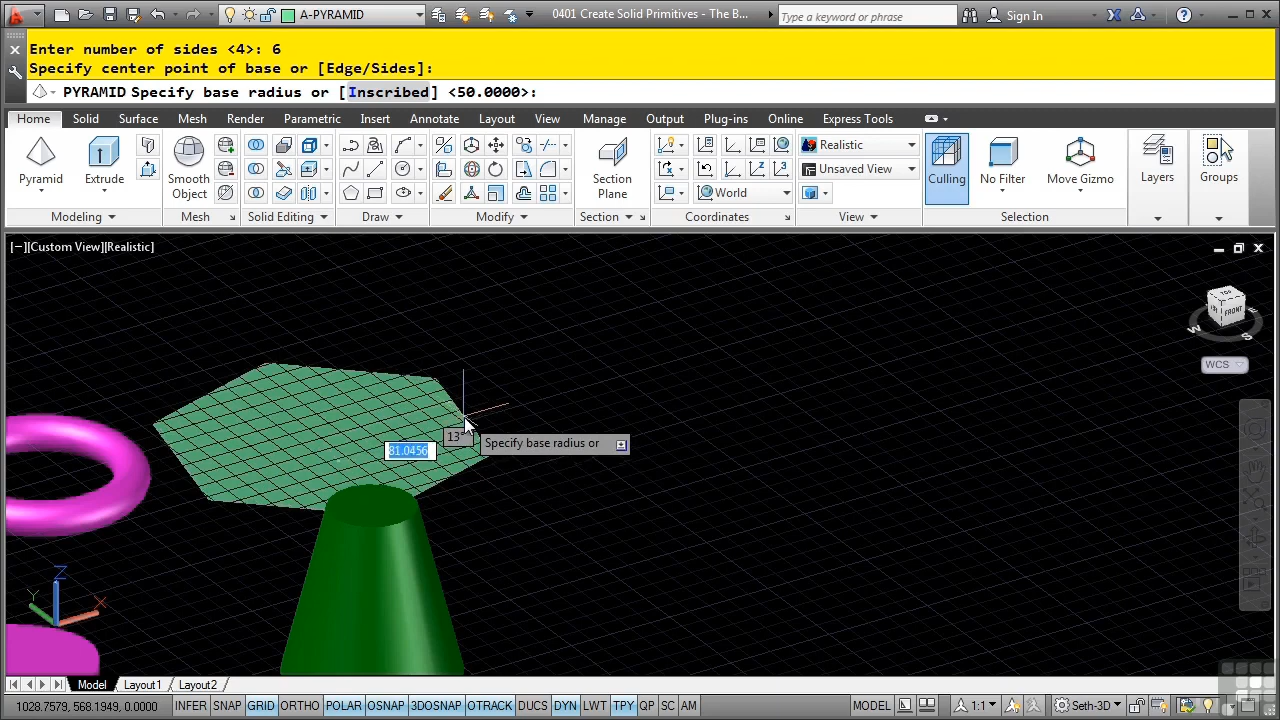 A-PYRAMID
0401 Create Solid Primitives - The B...
Type a keyword or phrase
Sign In
Enter number of sides <4>: 6
Specify center point of base or [Edge/Sides]:
PYRAMID Specify base radius or [Inscribed] <50.0000>:
Home Solid Surface Mesh Render Parametric Insert Annotate Layout View Manage Output Plug-ins Online Express Tools
Pyramid
Extrude
Smooth
Object
Section
Plane
Realistic
Unsaved View
World
Culling
No Filter
Move Gizmo
Layers
Groups
Modeling Mesh Solid Editing Draw Modify Section Coordinates View Selection
[−][Custom View][Realistic]
TOP
FRONT
W
S
WCS
13°
Specify base radius or
81.0456
Z
Y
X
Model Layout1 Layout2
1028.7579, 568.1949, 0.0000
INFER SNAP GRID ORTHO POLAR OSNAP 3DOSNAP OTRACK DUCS DYN LWT TPY QP SC AM
MODEL
1:1
Seth-3D